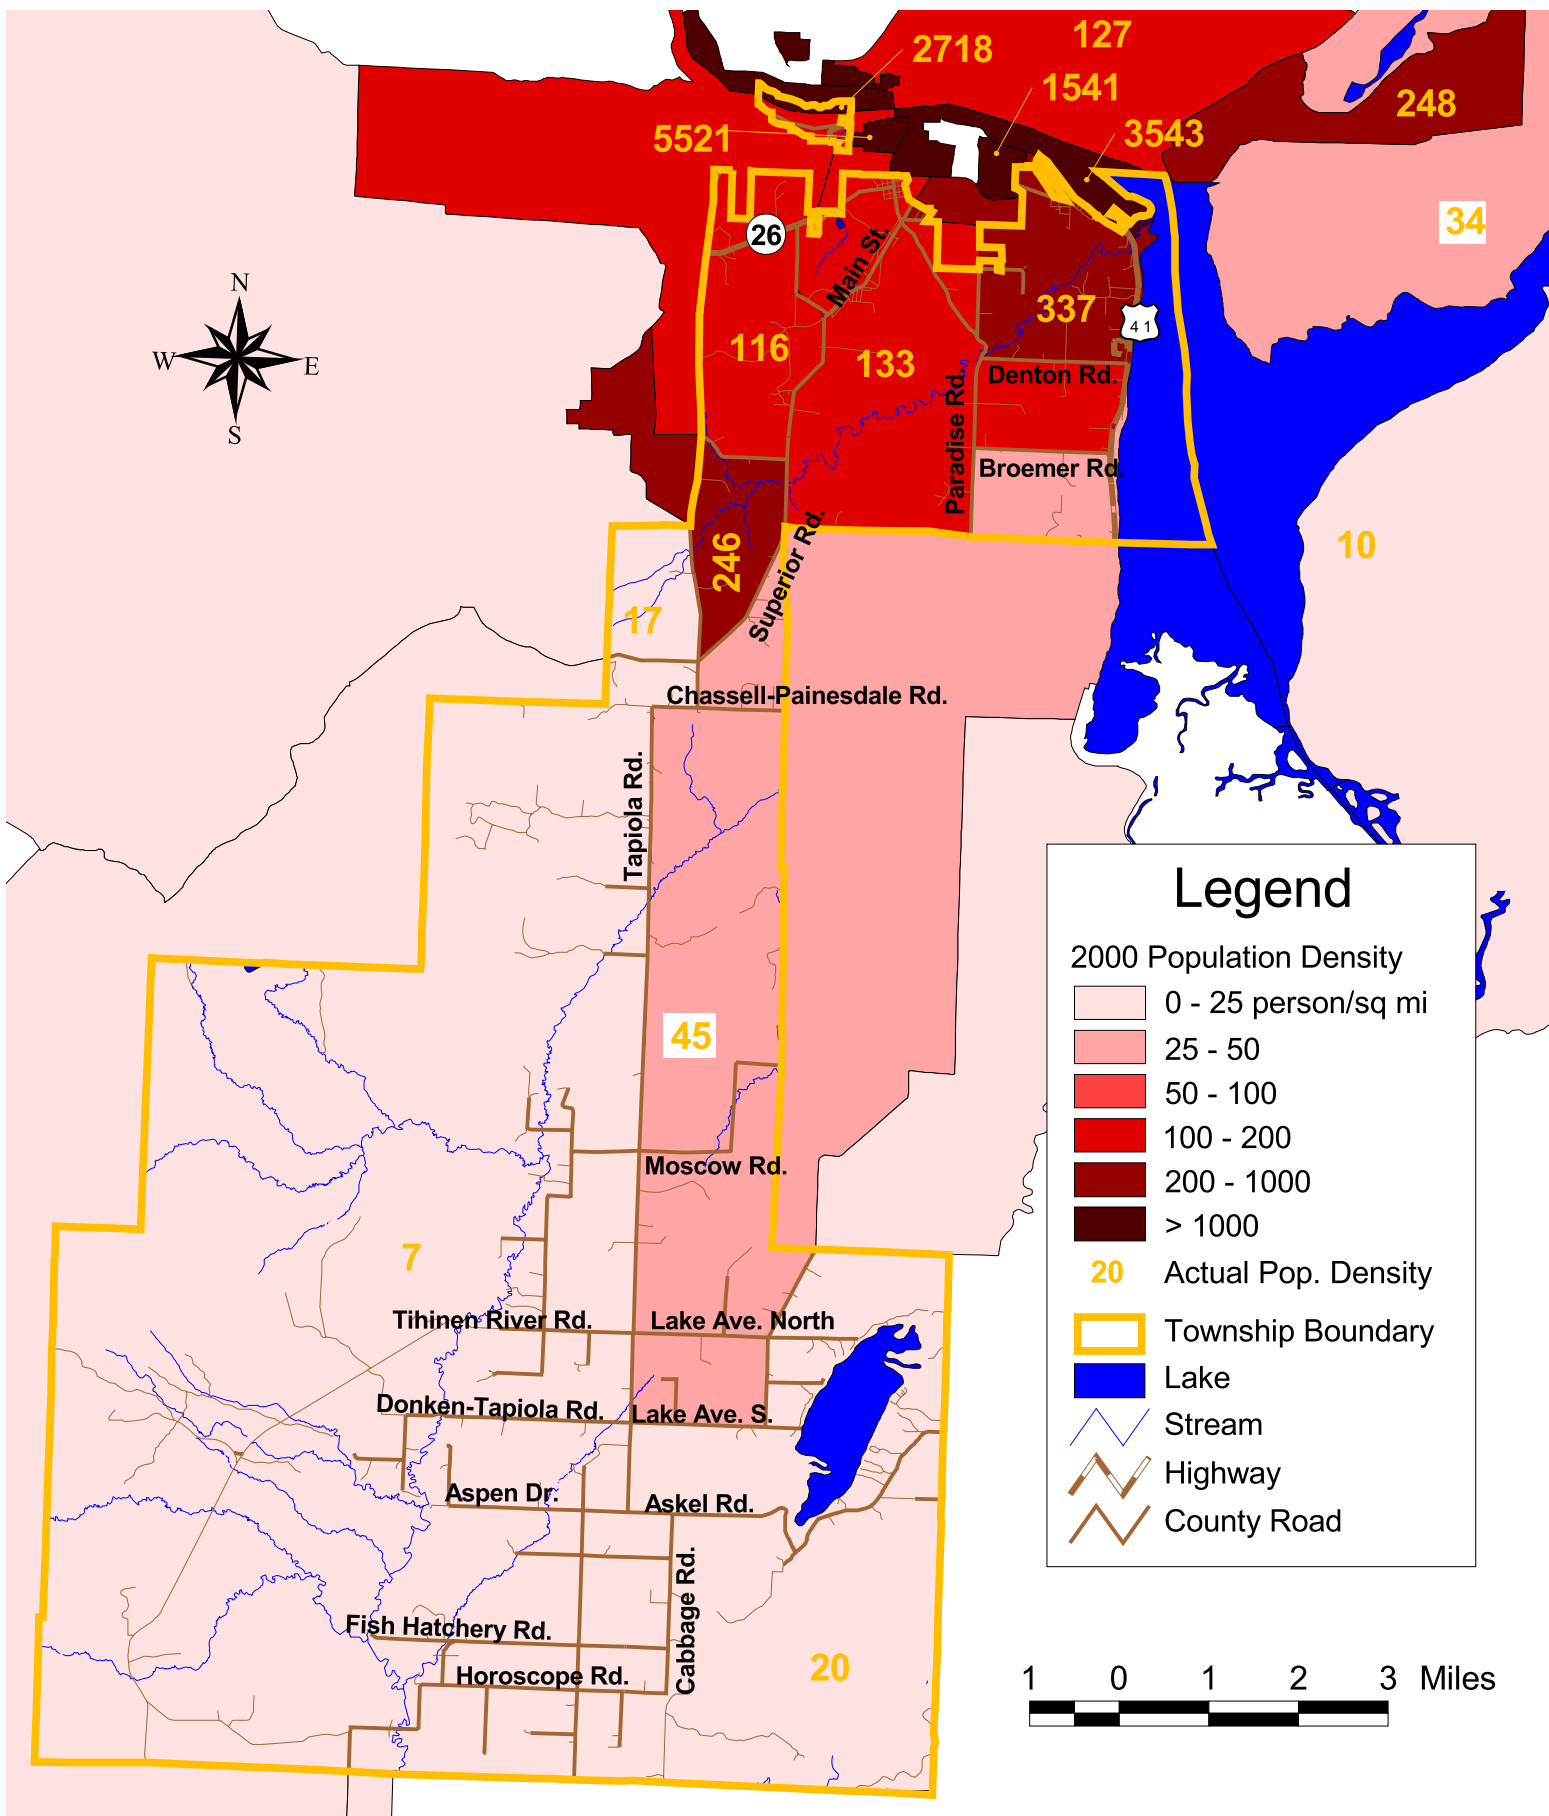 127
2718
1541
248
5521
3543
34
26
Main St.
N
W
E
S
337
41
116
133
Denton Rd.
Paradise Rd.
Broemer Rd.
10
246
Superior Rd.
17
Chassell-Painesdale Rd.
Tapiola Rd.
45
Moscow Rd.
7
Tihinen River Rd.
Lake Ave. North
Donken-Tapiola Rd.
Lake Ave. S.
Aspen Dr.
Askel Rd.
Cabbage Rd.
Fish Hatchery Rd.
Horoscope Rd.
20
Legend
2000 Population Density
0 - 25 person/sq mi
25 - 50
50 - 100
100 - 200
200 - 1000
> 1000
20 Actual Pop. Density
Township Boundary
Lake
Stream
Highway
County Road
1 0 1 2 3 Miles